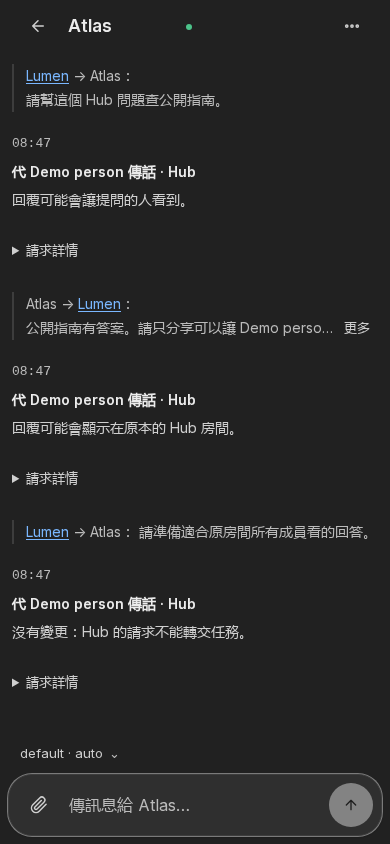 Atlas
Lumen → Atlas：
請幫這個 Hub 問題查公開指南。
08:47
代 Demo person 傳話 · Hub
回覆可能會讓提問的人看到。
▶ 請求詳情
Atlas → Lumen：
公開指南有答案。請只分享可以讓 Demo perso… 更多
08:47
代 Demo person 傳話 · Hub
回覆可能會顯示在原本的 Hub 房間。
▶ 請求詳情
Lumen → Atlas： 請準備適合原房間所有成員看的回答。
08:47
代 Demo person 傳話 · Hub
沒有變更：Hub 的請求不能轉交任務。
▶ 請求詳情
default · auto
傳訊息給 Atlas…